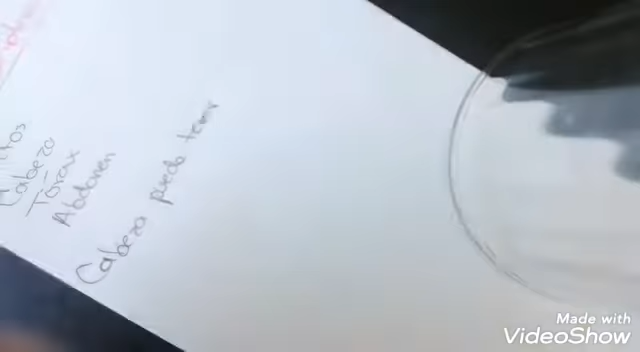 Cabeza
Tórax
Abdomen
Cabeza puede tener
Made with
VideoShow